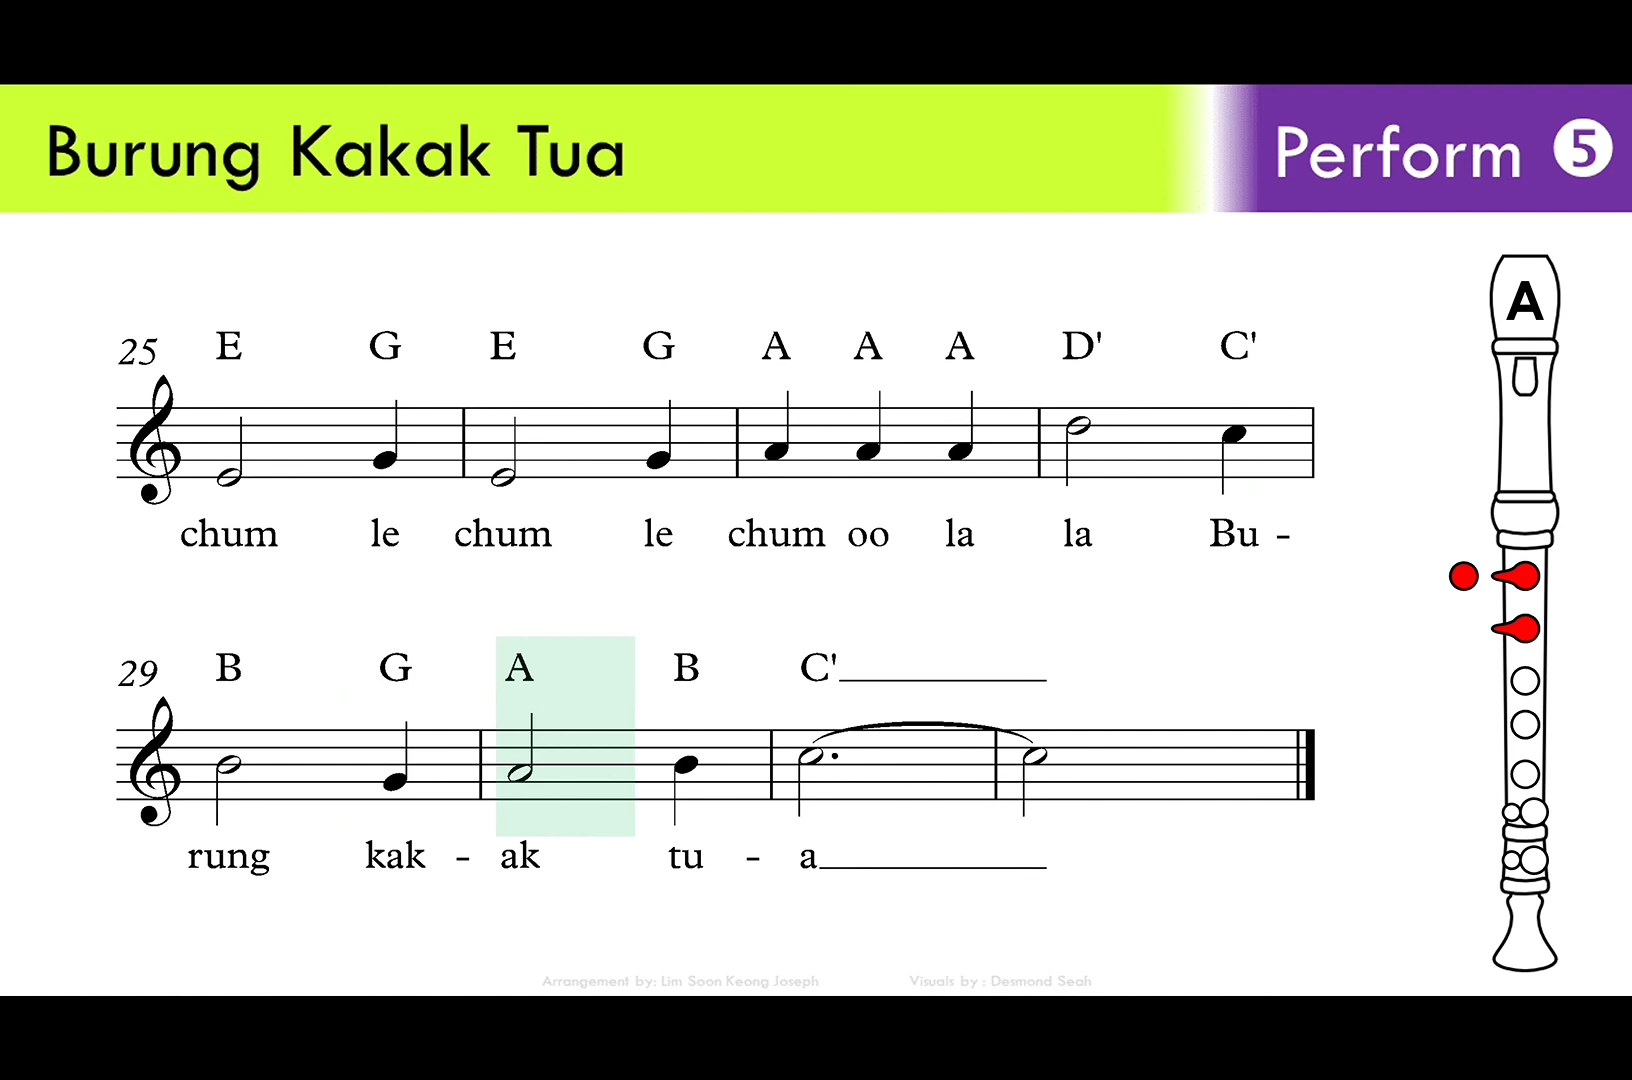 Burung Kakak Tua
Perform 5
A
25 E G E G A A A D' C'
chum le chum le chum oo la la Bu -
29 B G A B C'
rung kak - ak tu - a
Arrangement by: Lim Soon Keong Joseph Visuals by : Desmond Seah